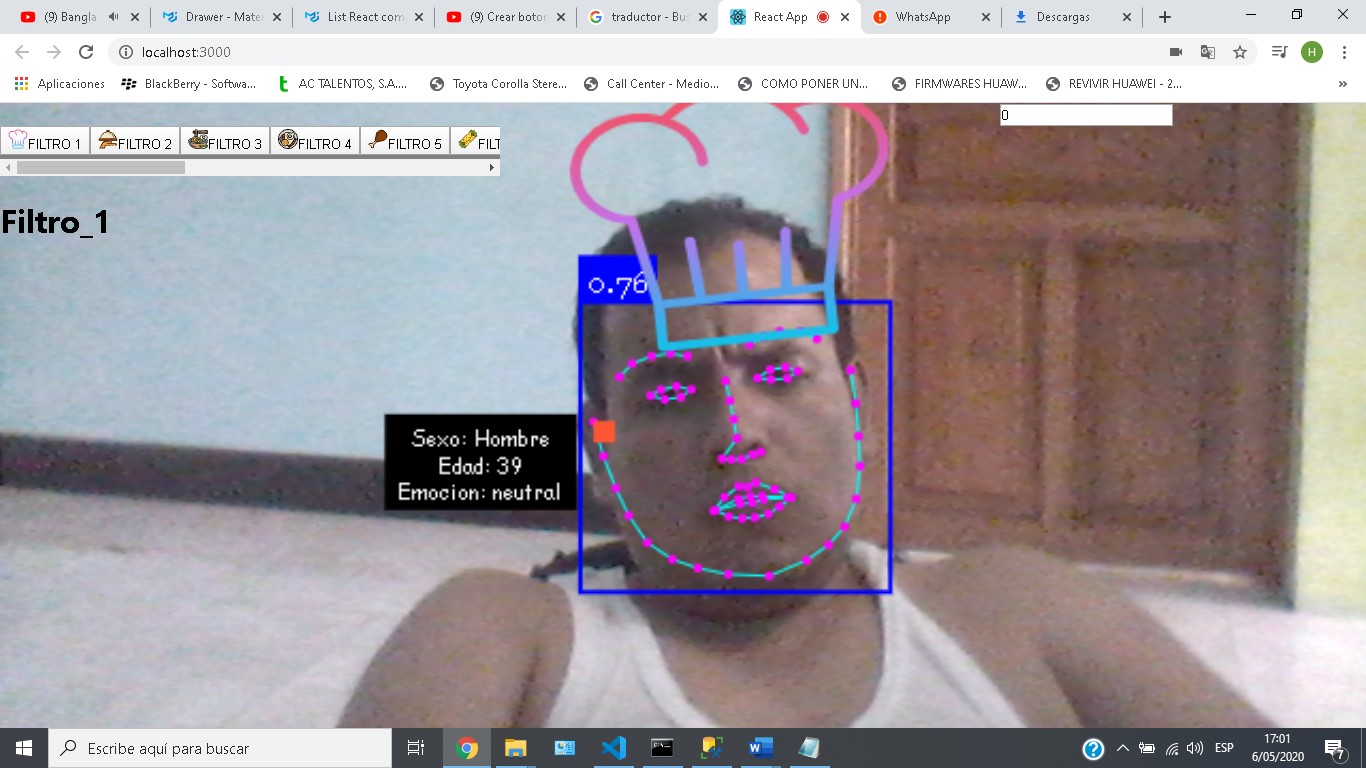 (9) Bangla
Drawer - Mate
List React com
(9) Crear boton
traductor - Bus
React App
WhatsApp
Descargas
localhost:3000
H
Aplicaciones
BlackBerry - Softwa...
AC TALENTOS, S.A....
Toyota Corolla Stere...
Call Center - Medio...
COMO PONER UN...
FIRMWARES HUAW...
REVIVIR HUAWEI - 2...
»
0
FILTRO 1
FILTRO 2
FILTRO 3
FILTRO 4
FILTRO 5
FILT
Filtro_1
0.76
Sexo: Hombre
Edad: 39
Emocion: neutral
Escribe aquí para buscar
ESP
17:01
6/05/2020
7